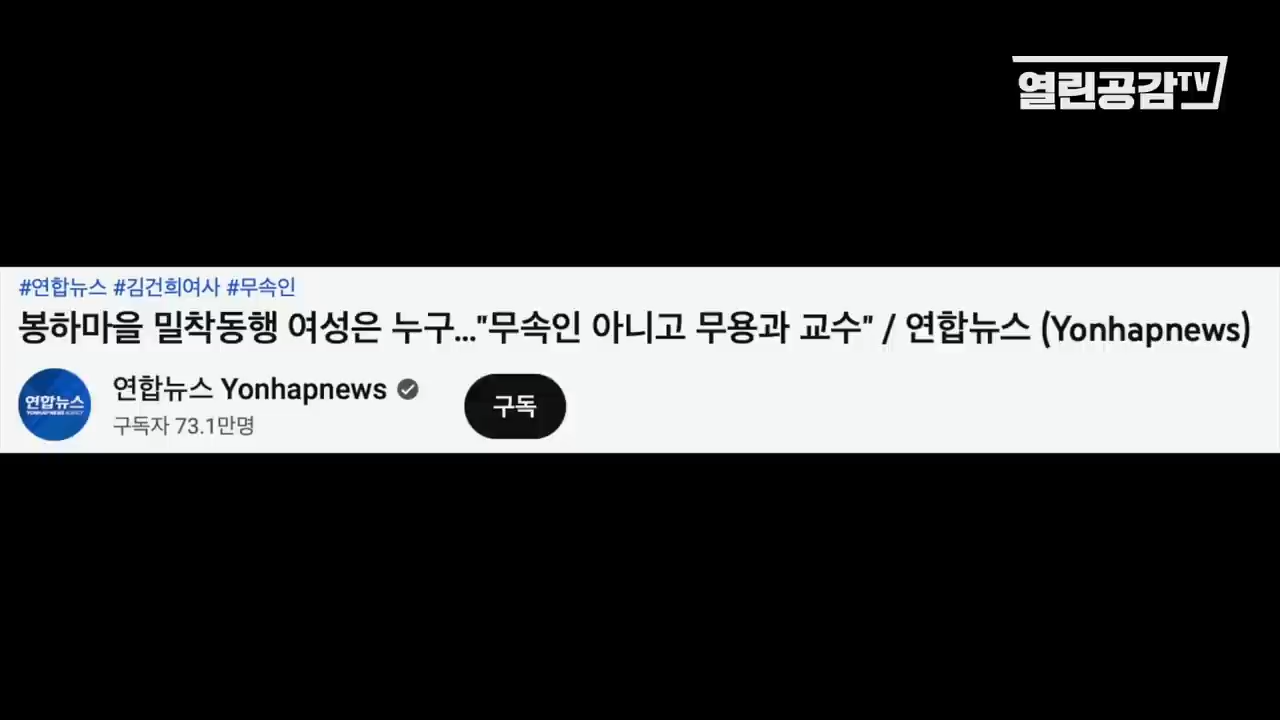 열린공감TV
#연합뉴스 #김건희여사 #무속인
봉하마을 밀착동행 여성은 누구..."무속인 아니고 무용과 교수" / 연합뉴스 (Yonhapnews)
연합뉴스
YONHAPNEWS AGENCY
연합뉴스 Yonhapnews
구독
구독자 73.1만명